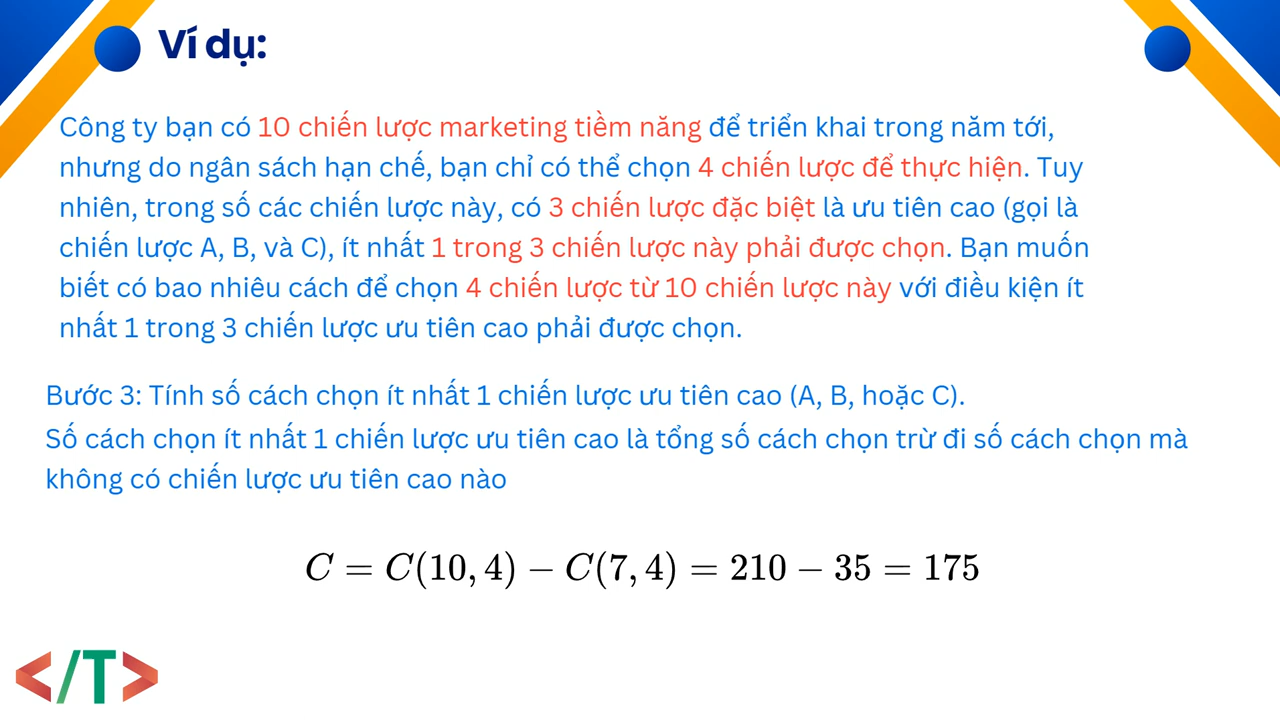 Ví dụ:
Công ty bạn có 10 chiến lược marketing tiềm năng để triển khai trong năm tới,
nhưng do ngân sách hạn chế, bạn chỉ có thể chọn 4 chiến lược để thực hiện. Tuy
nhiên, trong số các chiến lược này, có 3 chiến lược đặc biệt là ưu tiên cao (gọi là
chiến lược A, B, và C), ít nhất 1 trong 3 chiến lược này phải được chọn. Bạn muốn
biết có bao nhiêu cách để chọn 4 chiến lược từ 10 chiến lược này với điều kiện ít
nhất 1 trong 3 chiến lược ưu tiên cao phải được chọn.
Bước 3: Tính số cách chọn ít nhất 1 chiến lược ưu tiên cao (A, B, hoặc C).
Số cách chọn ít nhất 1 chiến lược ưu tiên cao là tổng số cách chọn trừ đi số cách chọn mà
không có chiến lược ưu tiên cao nào
C = C(10, 4) − C(7, 4) = 210 − 35 = 175
</T>